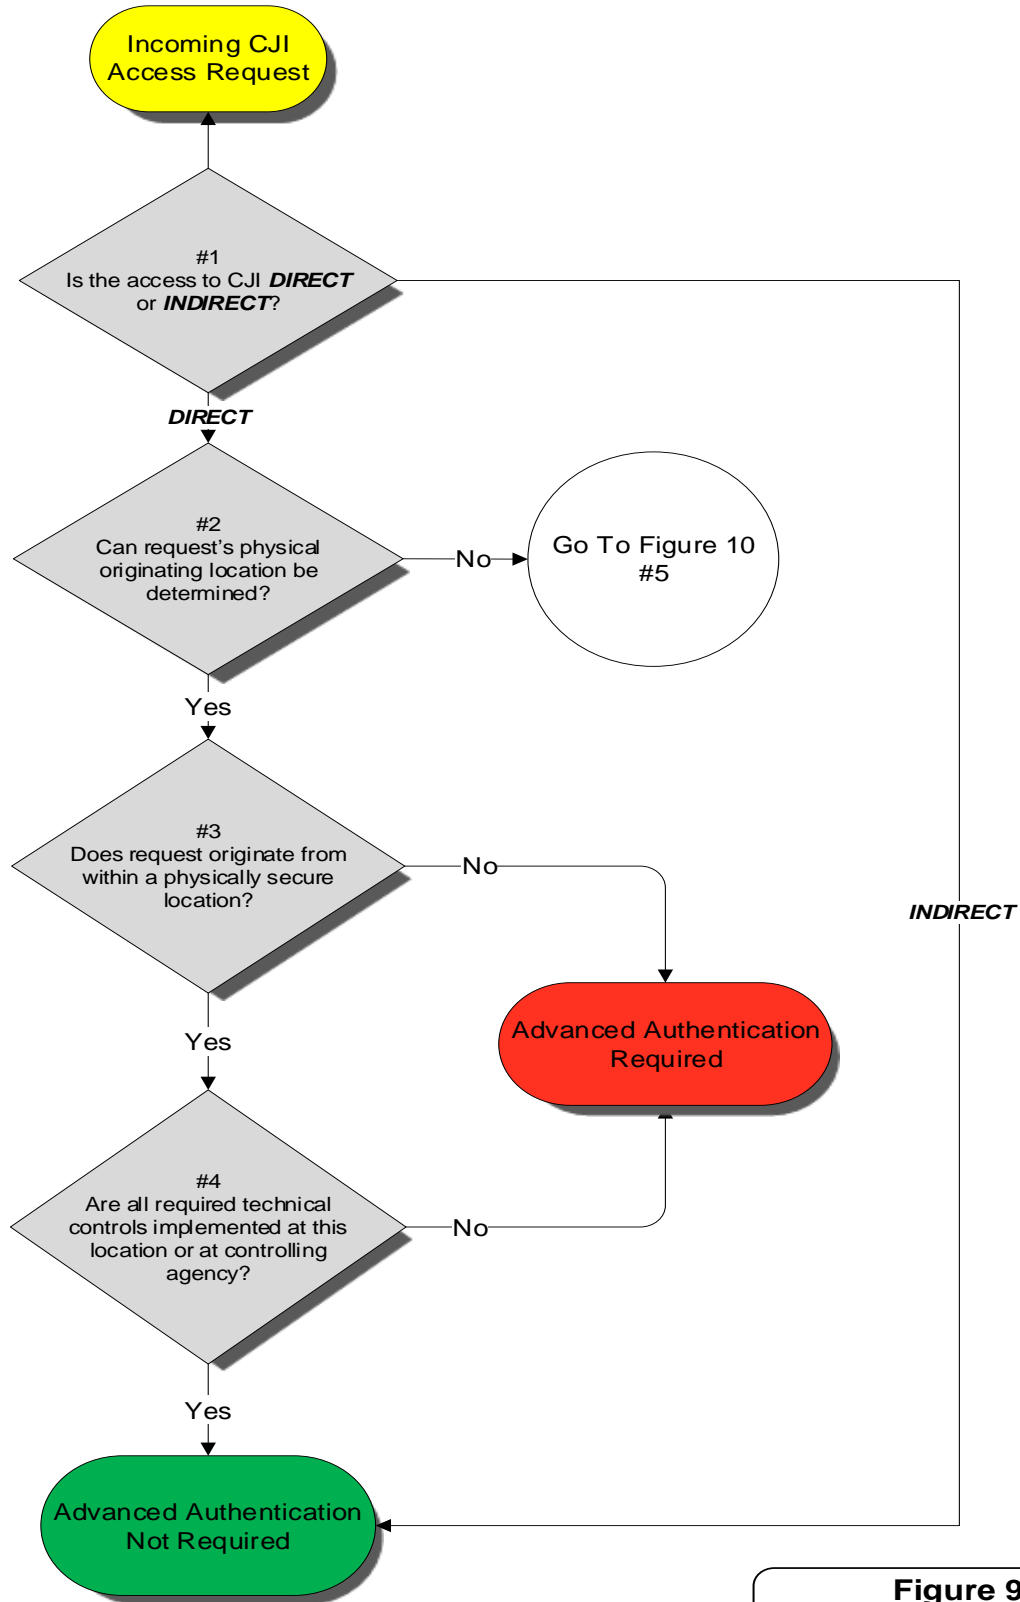 Incoming CJI
Access Request
#1
Is the access to CJI DIRECT
or INDIRECT?
DIRECT
#2
Can request's physical
originating location be
determined?
No
Go To Figure 10
#5
Yes
#3
Does request originate from
within a physically secure
location?
No
INDIRECT
Yes
Advanced Authentication
Required
#4
Are all required technical
controls implemented at this
location or at controlling
agency?
No
Yes
Advanced Authentication
Not Required
Figure 9